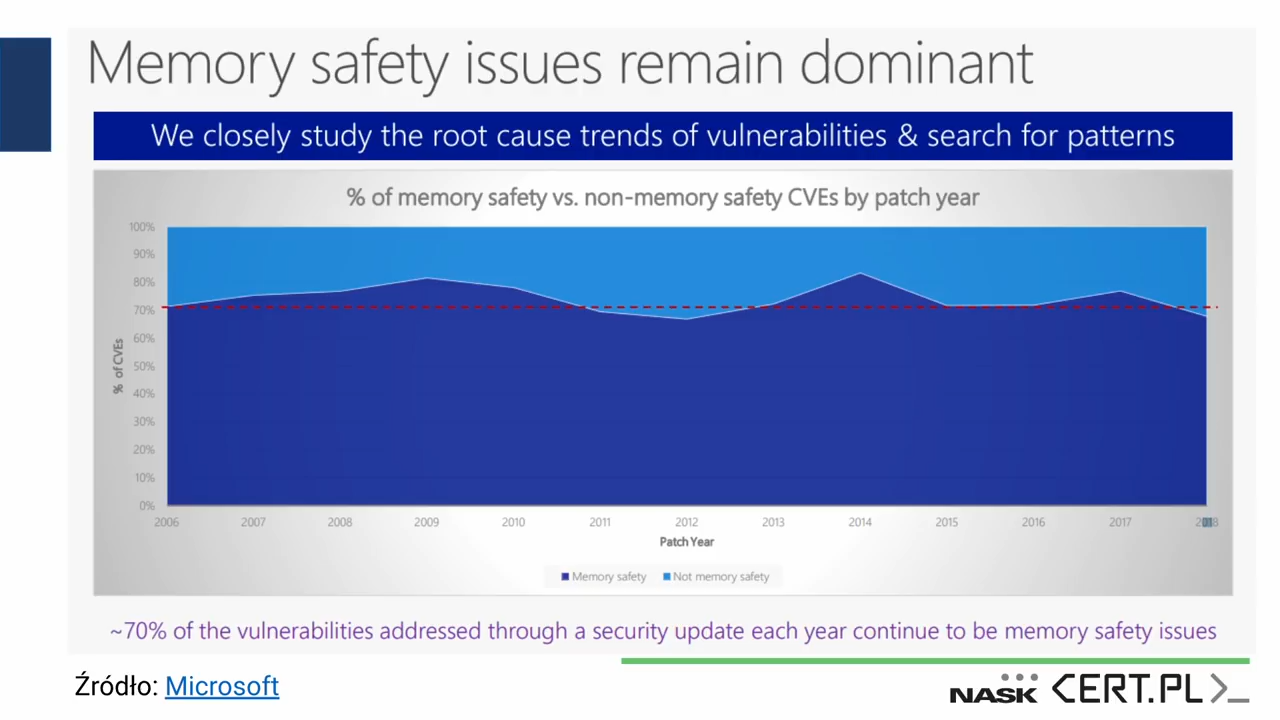 Memory safety issues remain dominant
We closely study the root cause trends of vulnerabilities & search for patterns
% of memory safety vs. non-memory safety CVEs by patch year
100%
90%
80%
70%
60%
50%
40%
30%
20%
10%
0%
% of CVEs
2006 2007 2008 2009 2010 2011 2012 2013 2014 2015 2016 2017 2018
Patch Year
Memory safety Not memory safety
~70% of the vulnerabilities addressed through a security update each year continue to be memory safety issues
Źródło: Microsoft
NASK CERT.PL>_